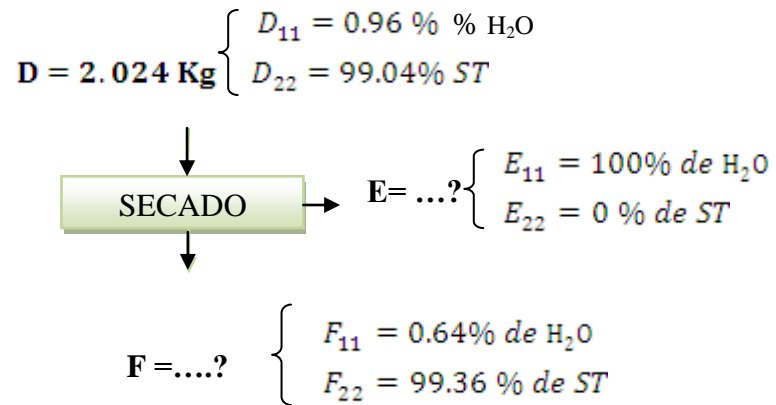 D₁₁ = 0.96 % % H₂O
D = 2. 024 Kg
D₂₂ = 99.04% ST
SECADO
E= …?
E₁₁ = 100% de H₂O
E₂₂ = 0 % de ST
F₁₁ = 0.64% de H₂O
F =….?
F₂₂ = 99.36 % de ST